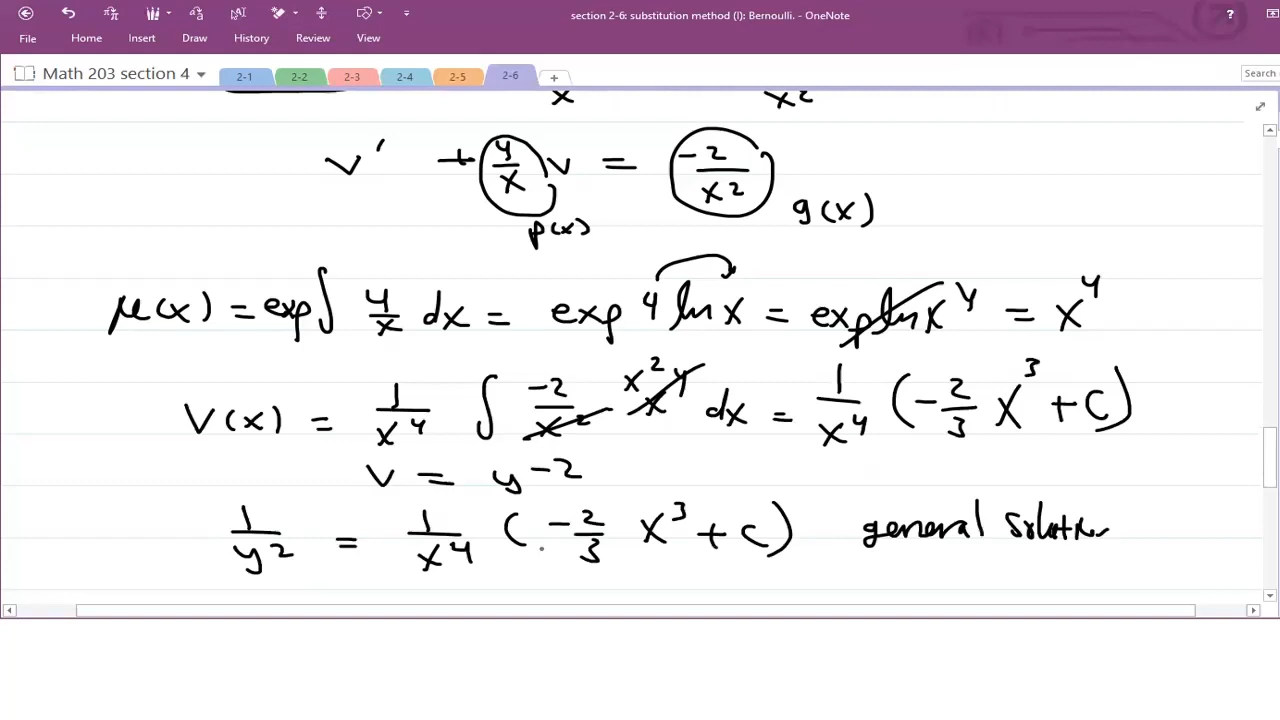 section 2-6: substitution method (I): Bernoulli. - OneNote
?
File Home Insert Draw History Review View
Math 203 section 4
2-1 2-2 2-3 2-4 2-5 2-6 +
Search
x x²
v' + 4/x v = -2/x²
p(x) g(x)
μ(x) = exp∫ 4/x dx = exp 4 ln x = exp ln x⁴ = x⁴
v(x) = 1/x⁴ ∫ -2/x² x⁴ x² dx = 1/x⁴ (-2/3 x³ + c)
v = y⁻²
1/y² = 1/x⁴ (-2/3 x³ + c) general solution